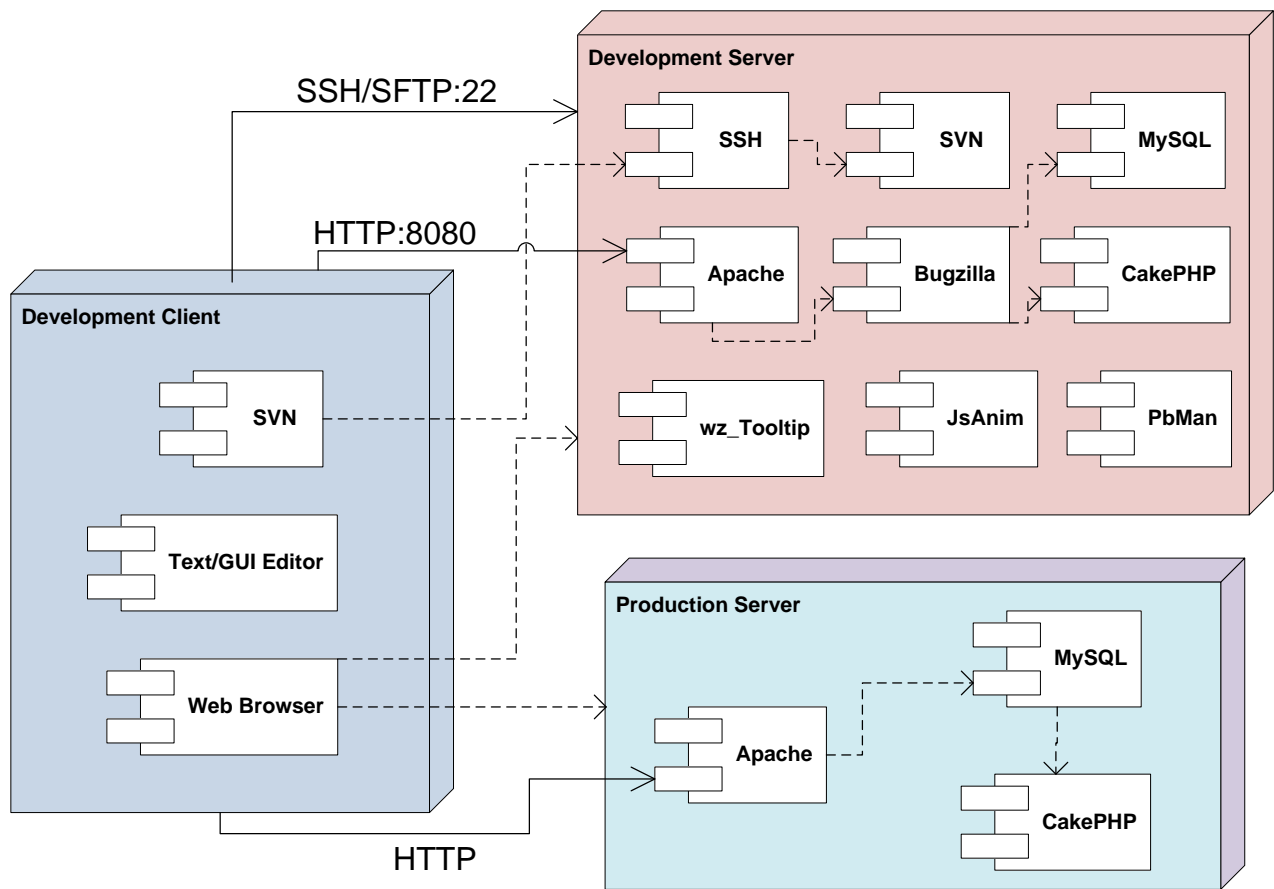 Development Server
SSH/SFTP:22
SSH
SVN
MySQL
HTTP:8080
Apache
Bugzilla
CakePHP
Development Client
SVN
wz_Tooltip
JsAnim
PbMan
Text/GUI Editor
Production Server
MySQL
Web Browser
Apache
CakePHP
HTTP